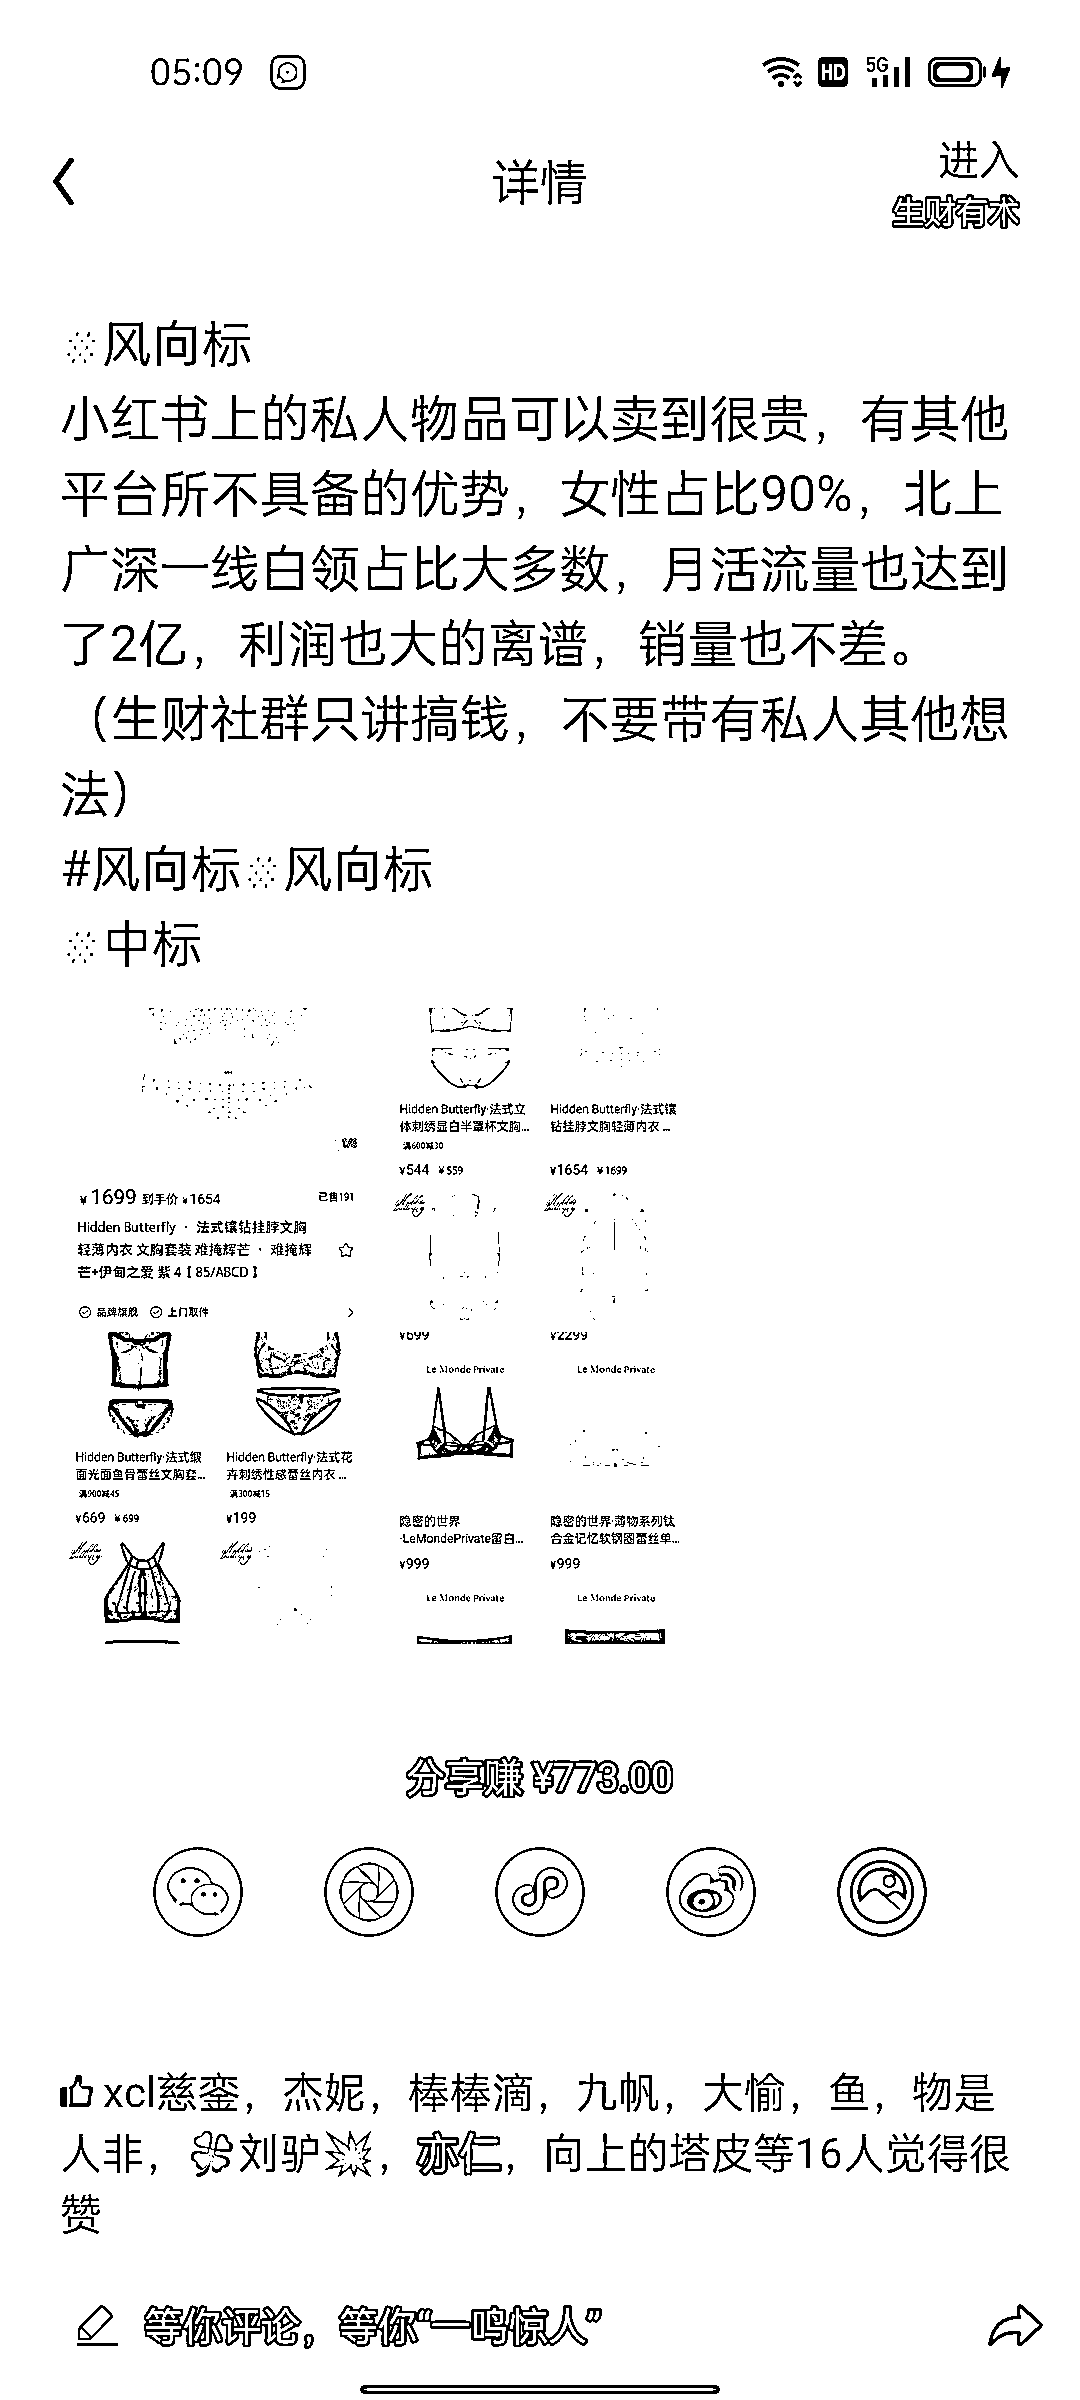 05:09
HD 5G
详情
进入
生财有术
风向标
小红书上的私人物品可以卖到很贵，有其他
平台所不具备的优势，女性占比90%，北上
广深一线白领占比大多数，月活流量也达到
了2亿，利润也大的离谱，销量也不差。
（生财社群只讲搞钱，不要带有私人其他想
法）
#风向标 风向标
中标
1/8
¥1699 到手价 ¥1654 已售191
Hidden Butterfly · 法式镶钻挂脖文胸
轻薄内衣 文胸套装 难掩辉芒 · 难掩辉
芒+伊甸之爱 紫 4【85/ABCD】
品牌旗舰 上门取件
Hidden Butterfly·法式缎
面光面鱼骨蕾丝文胸套...
满900减45
¥669 ¥699
Hidden Butterfly·法式花
卉刺绣性感蕾丝内衣 ...
满300减15
¥199
Hidden Butterfly·法式立
体刺绣显白半罩杯文胸...
满600减30
¥544 ¥559
Hidden Butterfly·法式镶
钻挂脖文胸轻薄内衣 ...
¥1654 ¥1699
¥699
¥2299
Le Monde Private
Le Monde Private
隐密的世界
·LeMondePrivate留白...
¥999
隐密的世界·薄物系列钛
合金记忆软钢圈蕾丝单...
¥999
Le Monde Private
Le Monde Private
分享赚 ¥773.00
xcl慈銮，杰妮，棒棒滴，九帆，大愉，鱼，物是
人非，刘驴，亦仁，向上的塔皮等16人觉得很
赞
等你评论，等你“一鸣惊人”